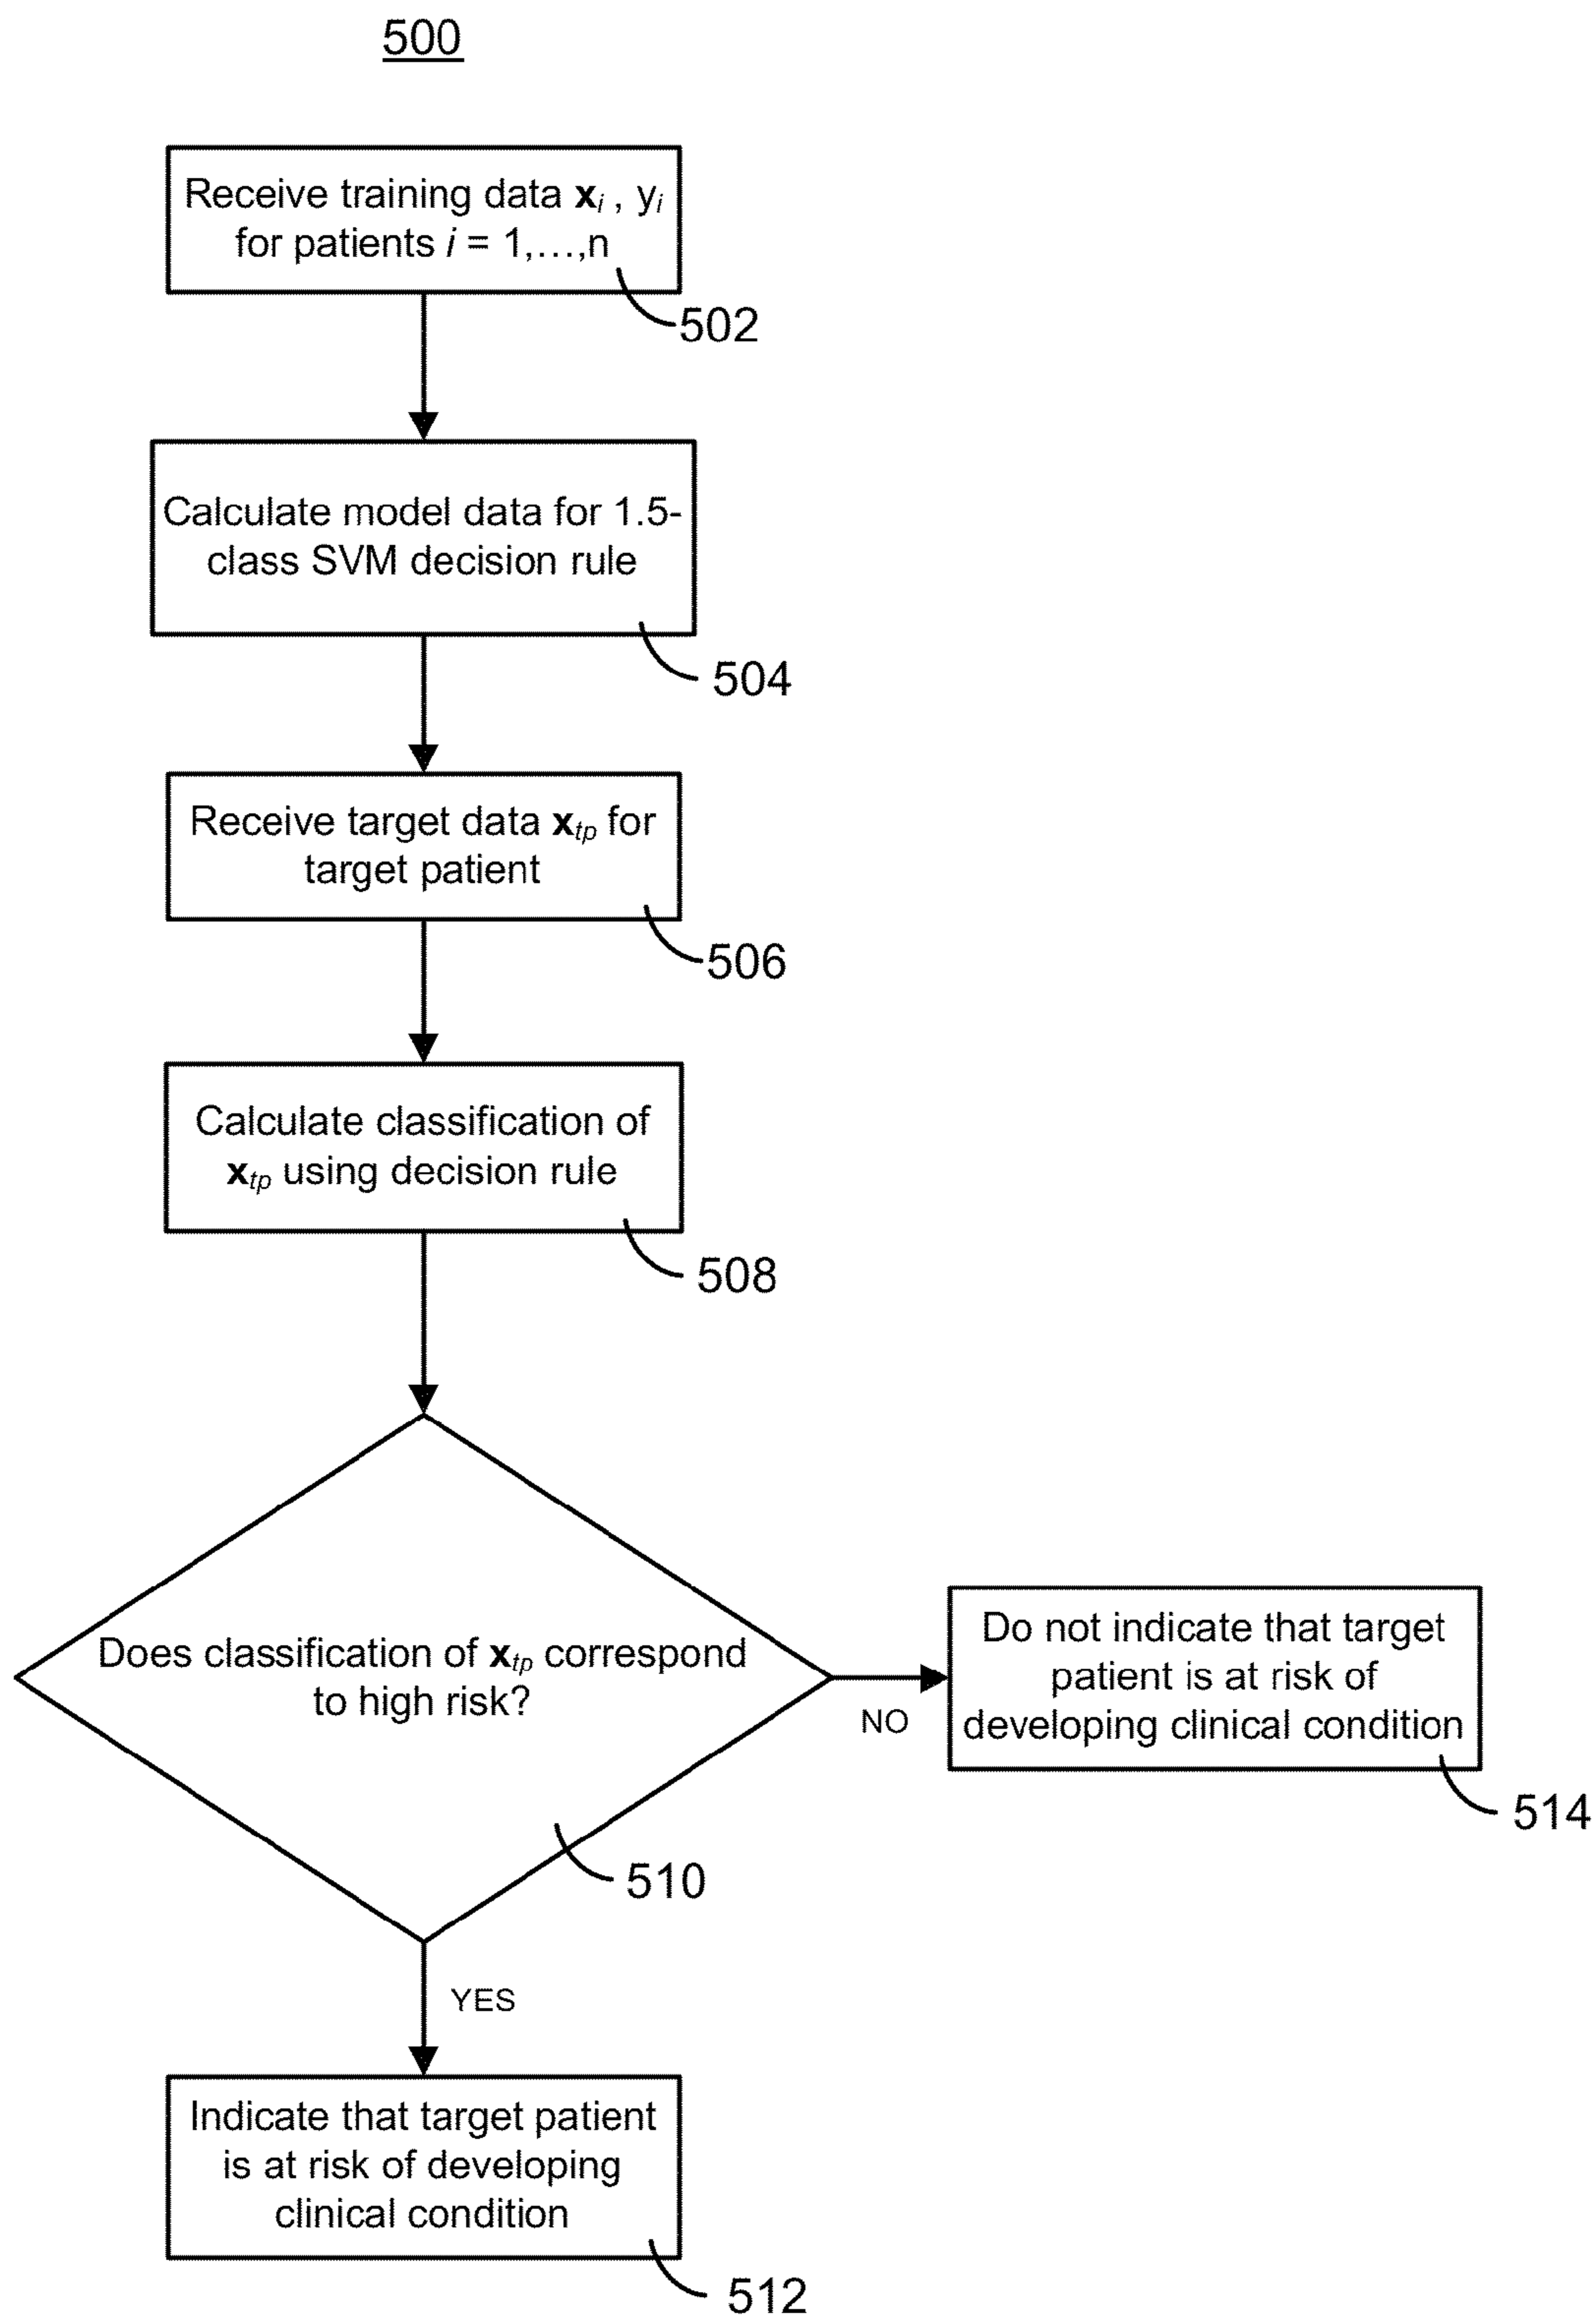 500
Receive training data xi , yi
for patients i = 1,…,n
502
Calculate model data for 1.5-
class SVM decision rule
504
Receive target data xtp for
target patient
506
Calculate classification of
xtp using decision rule
508
Does classification of xtp correspond
to high risk?
510
NO
Do not indicate that target
patient is at risk of
developing clinical condition
514
YES
Indicate that target patient
is at risk of developing
clinical condition
512